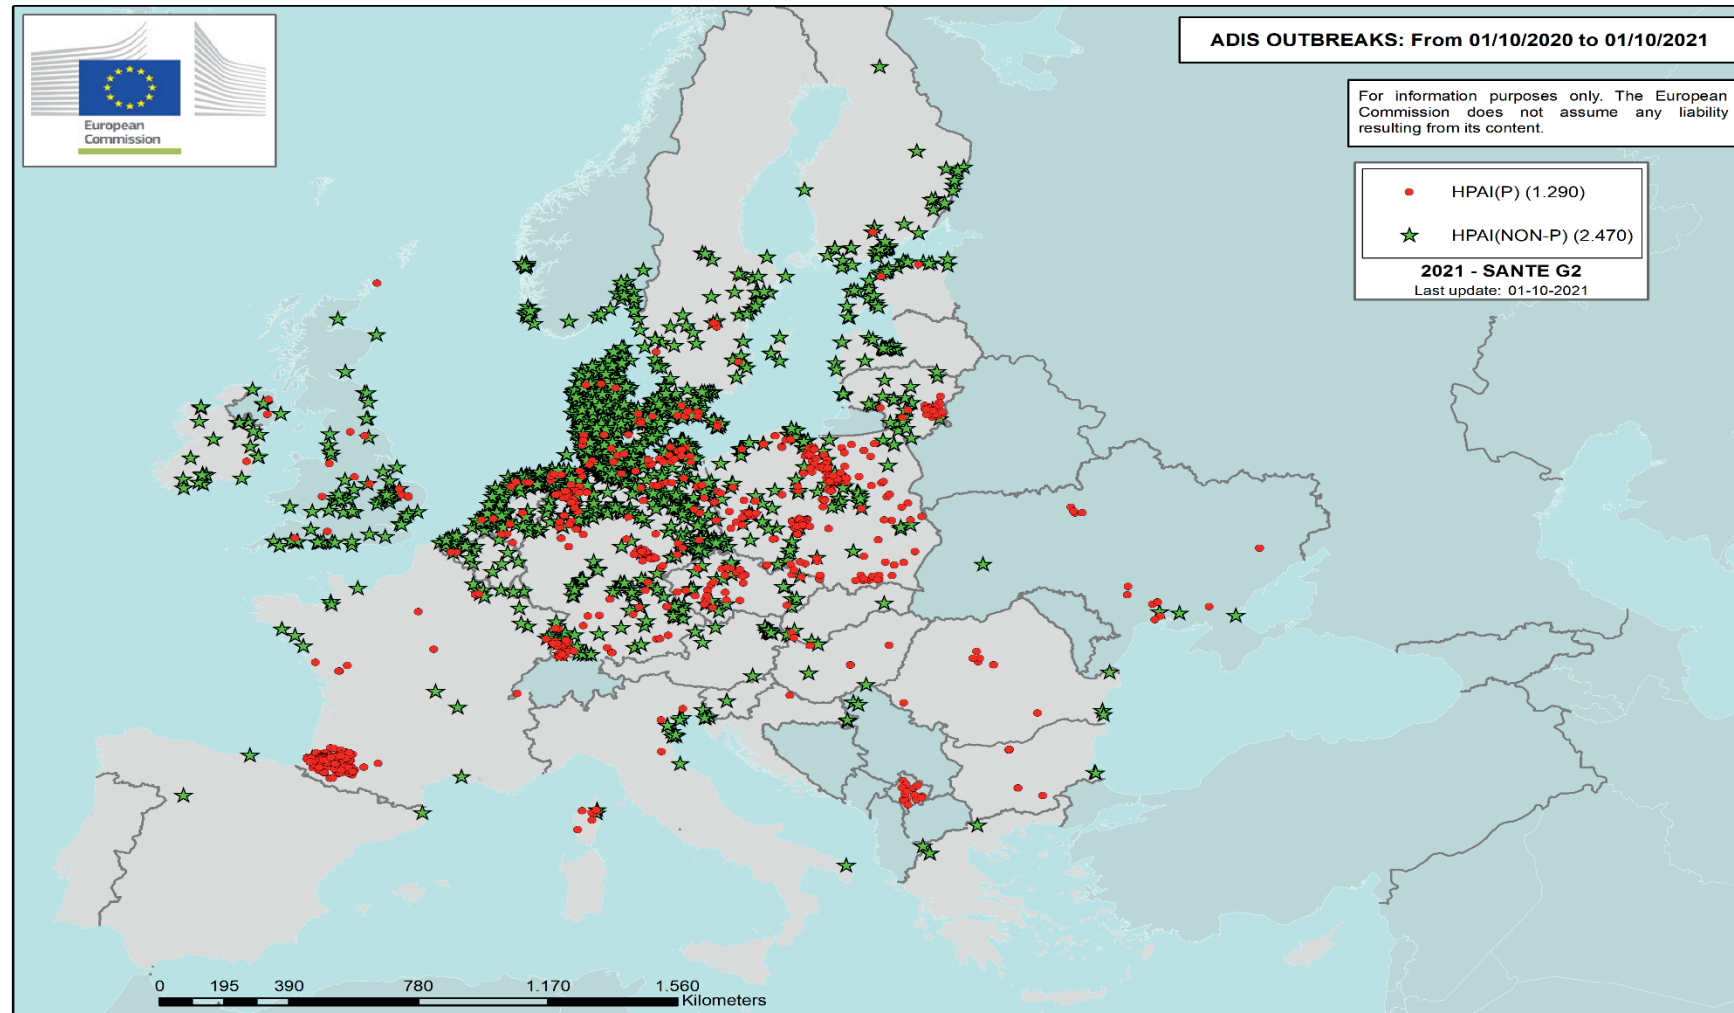 European
Commission
ADIS OUTBREAKS: From 01/10/2020 to 01/10/2021
For information purposes only. The European
Commission does not assume any liability
resulting from its content.
HPAI(P) (1.290)
HPAI(NON-P) (2.470)
2021 - SANTE G2
Last update: 01-10-2021
0 195 390 780 1.170 1.560
Kilometers